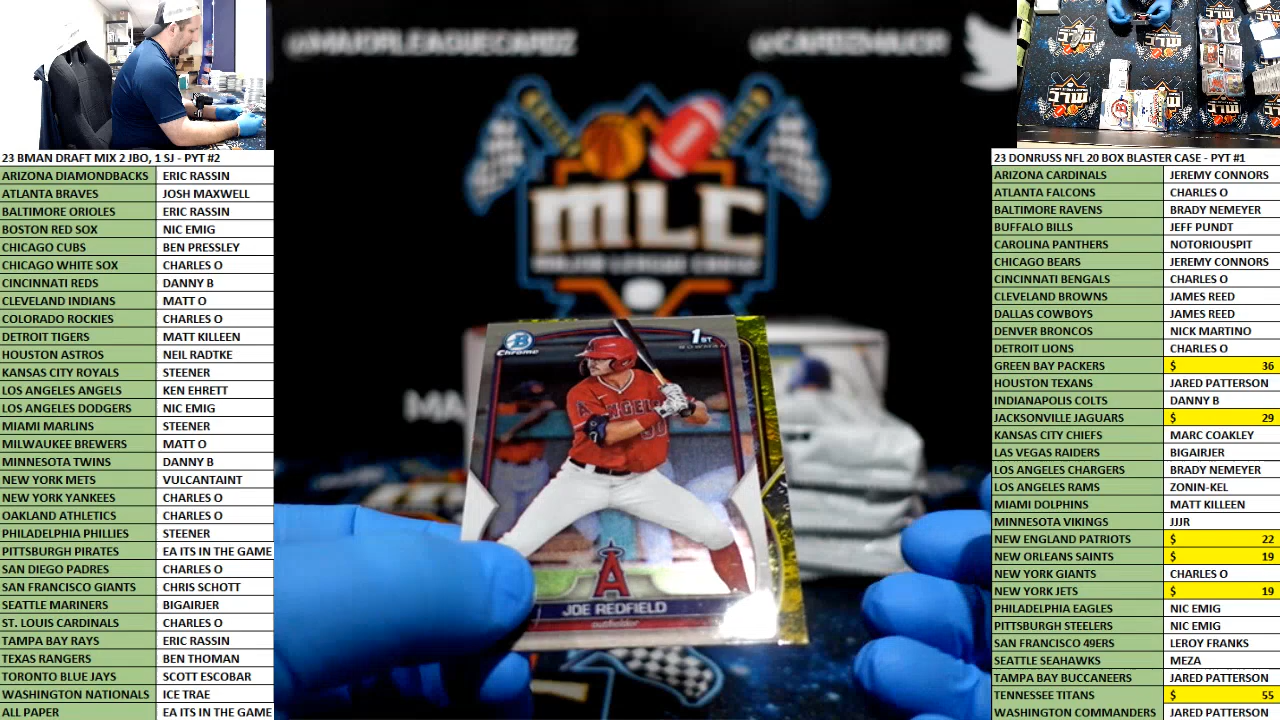 @MAJORLEAGUECARDZ
@CARDZ4YOUR
23 BMAN DRAFT MIX 2 JBO, 1 SJ - PYT #2
ARIZONA DIAMONDBACKS ERIC RASSIN
ATLANTA BRAVES JOSH MAXWELL
BALTIMORE ORIOLES ERIC RASSIN
BOSTON RED SOX NIC EMIG
CHICAGO CUBS BEN PRESSLEY
CHICAGO WHITE SOX CHARLES O
CINCINNATI REDS DANNY B
CLEVELAND INDIANS MATT O
COLORADO ROCKIES CHARLES O
DETROIT TIGERS MATT KILLEEN
HOUSTON ASTROS NEIL RADTKE
KANSAS CITY ROYALS STEENER
LOS ANGELES ANGELS KEN EHRETT
LOS ANGELES DODGERS NIC EMIG
MIAMI MARLINS STEENER
MILWAUKEE BREWERS MATT O
MINNESOTA TWINS DANNY B
NEW YORK METS VULCANTAINT
NEW YORK YANKEES CHARLES O
OAKLAND ATHLETICS CHARLES O
PHILADELPHIA PHILLIES STEENER
PITTSBURGH PIRATES EA ITS IN THE GAME
SAN DIEGO PADRES CHARLES O
SAN FRANCISCO GIANTS CHRIS SCHOTT
SEATTLE MARINERS BIGAIRJER
ST. LOUIS CARDINALS CHARLES O
TAMPA BAY RAYS ERIC RASSIN
TEXAS RANGERS BEN THOMAN
TORONTO BLUE JAYS SCOTT ESCOBAR
WASHINGTON NATIONALS ICE TRAE
ALL PAPER EA ITS IN THE GAME
MLC
MAJOR LEAGUE CARDZ
MA
B Chrome
1ST BOWMAN
ANGELS
A
JOE REDFIELD
outfielder
23 DONRUSS NFL 20 BOX BLASTER CASE - PYT #1
ARIZONA CARDINALS JEREMY CONNORS
ATLANTA FALCONS CHARLES O
BALTIMORE RAVENS BRADY NEMEYER
BUFFALO BILLS JEFF PUNDT
CAROLINA PANTHERS NOTORIOUSPIT
CHICAGO BEARS JEREMY CONNORS
CINCINNATI BENGALS CHARLES O
CLEVELAND BROWNS JAMES REED
DALLAS COWBOYS JAMES REED
DENVER BRONCOS NICK MARTINO
DETROIT LIONS CHARLES O
GREEN BAY PACKERS $ 36
HOUSTON TEXANS JARED PATTERSON
INDIANAPOLIS COLTS DANNY B
JACKSONVILLE JAGUARS $ 29
KANSAS CITY CHIEFS MARC COAKLEY
LAS VEGAS RAIDERS BIGAIRJER
LOS ANGELES CHARGERS BRADY NEMEYER
LOS ANGELES RAMS ZONIN-KEL
MIAMI DOLPHINS MATT KILLEEN
MINNESOTA VIKINGS JJJR
NEW ENGLAND PATRIOTS $ 22
NEW ORLEANS SAINTS $ 19
NEW YORK GIANTS CHARLES O
NEW YORK JETS $ 19
PHILADELPHIA EAGLES NIC EMIG
PITTSBURGH STEELERS NIC EMIG
SAN FRANCISCO 49ERS LEROY FRANKS
SEATTLE SEAHAWKS MEZA
TAMPA BAY BUCCANEERS JARED PATTERSON
TENNESSEE TITANS $ 55
WASHINGTON COMMANDERS JARED PATTERSON